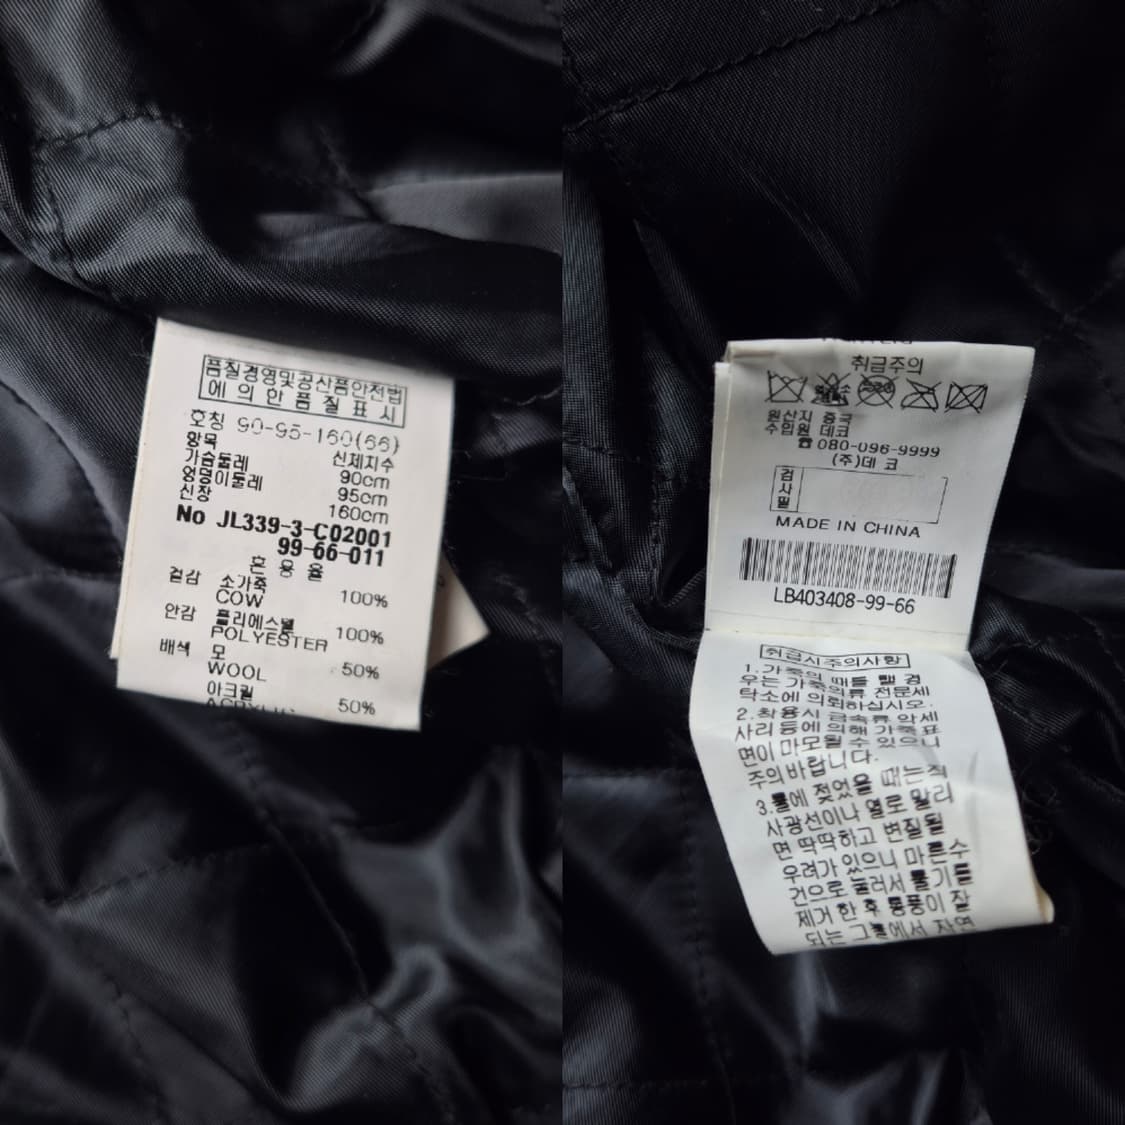 품질경영및공산품안전법
에 의 한 품 질 표 시
호칭 90-95-160(66)
항목 신체치수
가슴둘레 90cm
엉덩이둘레 95cm
신장 160cm
No JL339-3-C02001
99-66-011
혼 용 율
겉감 소가죽
COW 100%
안감 폴리에스텔
POLYESTER 100%
배색 모
WOOL 50%
아크릴
ACRYLIC 50%
취급주의
원산지 중국
수입원 데코
☎ 080-096-9999
(주)데 코
검사필
MADE IN CHINA
LB403408-99-66
취급시주의사항
1.가죽의 때를 뺄 경
우는 가죽의류 전문세
탁소에 의뢰하십시오.
2.착용시 금속류 악세
사리 등에 의해 가죽표
면이 마모될수 있으니
주의바랍니다.
3.물에 젖었을 때는 직
사광선이나 열로 말리
면 딱딱하고 변질될
우려가 있으니 마른수
건으로 눌러서 물기를
제거 한 후 통풍이 잘
되는 그늘에서 자연